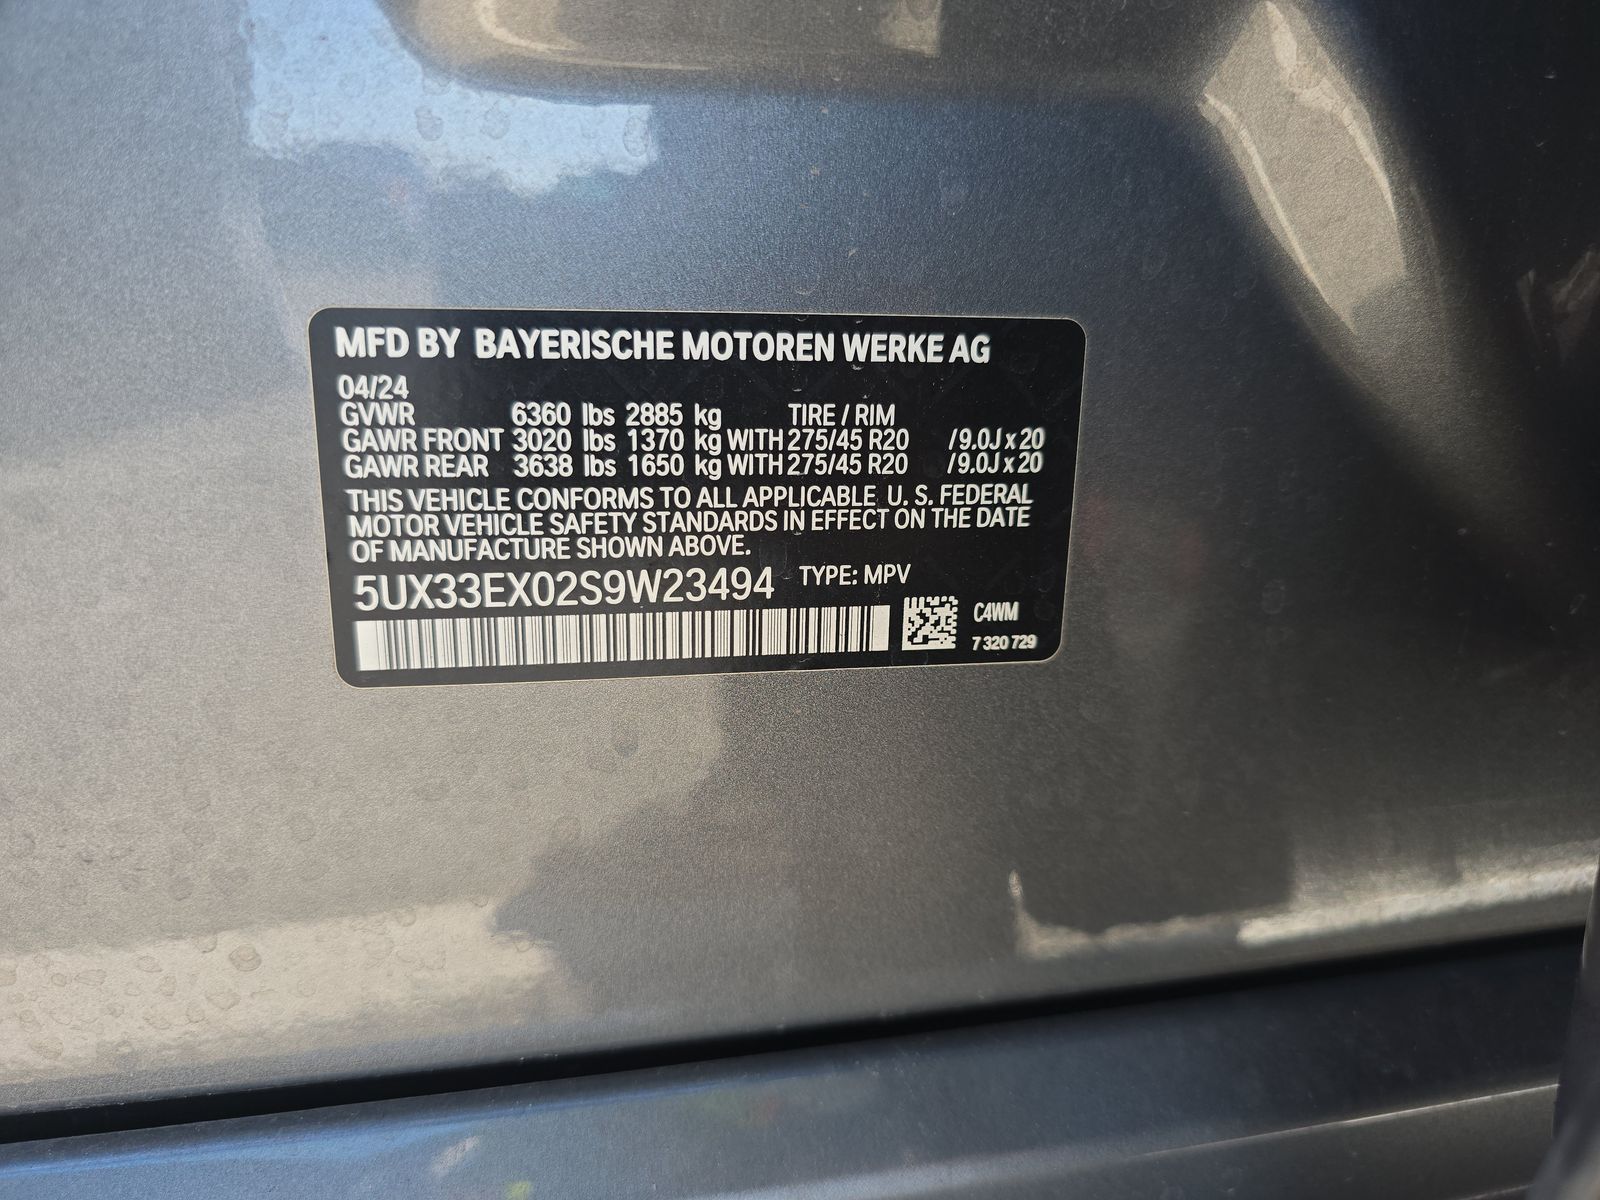 MFD BY BAYERISCHE MOTOREN WERKE AG
04/24
GVWR 6360 lbs 2885 kg TIRE / RIM
GAWR FRONT 3020 lbs 1370 kg WITH 275/45 R20 /9.0J x 20
GAWR REAR 3638 lbs 1650 kg WITH 275/45 R20 /9.0J x 20
THIS VEHICLE CONFORMS TO ALL APPLICABLE U. S. FEDERAL
MOTOR VEHICLE SAFETY STANDARDS IN EFFECT ON THE DATE
OF MANUFACTURE SHOWN ABOVE.
5UX33EX02S9W23494 TYPE: MPV
C4WM
7 320 729